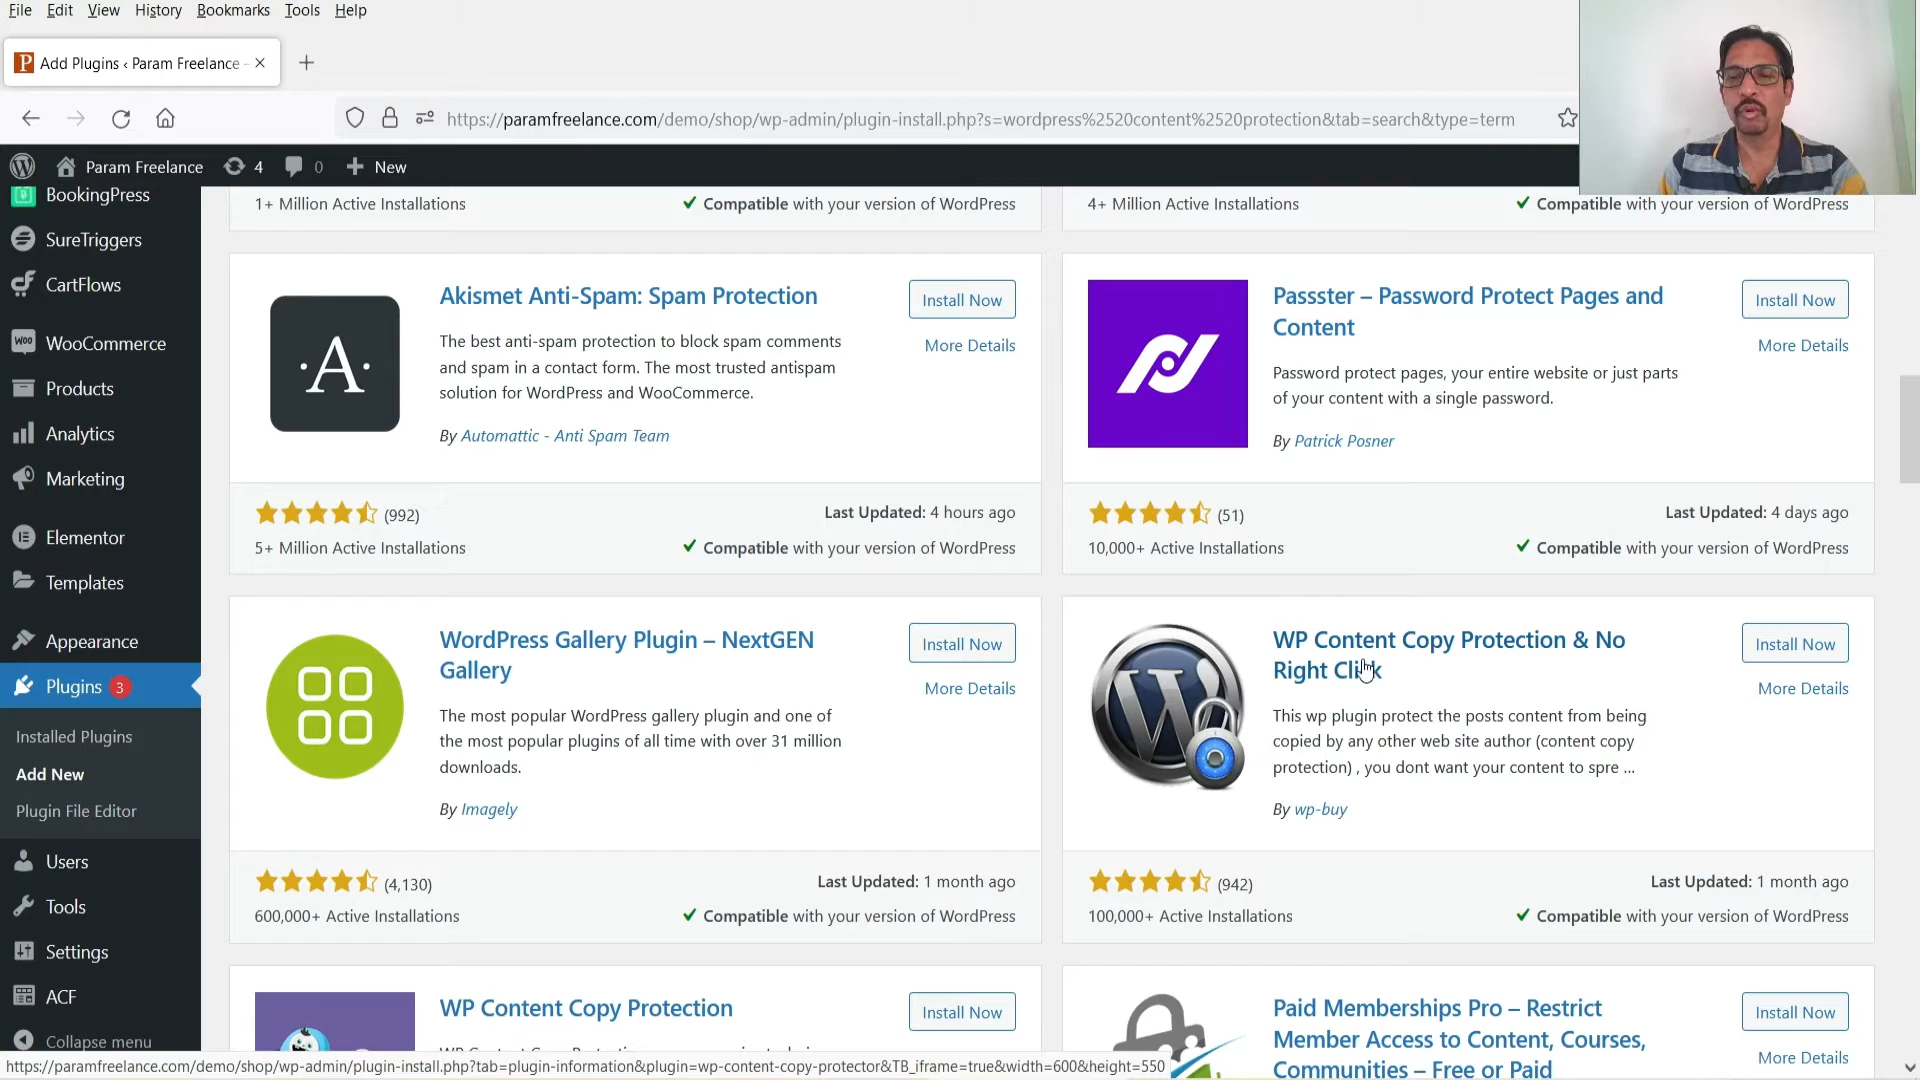 File Edit View History Bookmarks Tools Help
Add Plugins ‹ Param Freelance -
https://paramfreelance.com/demo/shop/wp-admin/plugin-install.php?s=wordpress%2520content%2520protection&tab=search&type=term
Param Freelance 4 0 New
BookingPress
SureTriggers
CartFlows
WooCommerce
Products
Analytics
Marketing
Elementor
Templates
Appearance
Plugins 3
Installed Plugins
Add New
Plugin File Editor
Users
Tools
Settings
ACF
Collapse menu
1+ Million Active Installations
Compatible with your version of WordPress
4+ Million Active Installations
Compatible with your version of WordPress
Akismet Anti-Spam: Spam Protection
Install Now
More Details
The best anti-spam protection to block spam comments
and spam in a contact form. The most trusted antispam
solution for WordPress and WooCommerce.
By Automattic - Anti Spam Team
(992)
Last Updated: 4 hours ago
5+ Million Active Installations
Compatible with your version of WordPress
Passster – Password Protect Pages and
Content
Install Now
More Details
Password protect pages, your entire website or just parts
of your content with a single password.
By Patrick Posner
(51)
Last Updated: 4 days ago
10,000+ Active Installations
Compatible with your version of WordPress
WordPress Gallery Plugin – NextGEN
Gallery
Install Now
More Details
The most popular WordPress gallery plugin and one of
the most popular plugins of all time with over 31 million
downloads.
By Imagely
(4,130)
Last Updated: 1 month ago
600,000+ Active Installations
Compatible with your version of WordPress
WP Content Copy Protection & No
Right Click
Install Now
More Details
This wp plugin protect the posts content from being
copied by any other web site author (content copy
protection) , you dont want your content to spre ...
By wp-buy
(942)
Last Updated: 1 month ago
100,000+ Active Installations
Compatible with your version of WordPress
WP Content Copy Protection
Install Now
Paid Memberships Pro – Restrict
Member Access to Content, Courses,
Communities – Free or Paid
Install Now
More Details
https://paramfreelance.com/demo/shop/wp-admin/plugin-install.php?tab=plugin-information&plugin=wp-content-copy-protector&TB_iframe=true&width=600&height=550